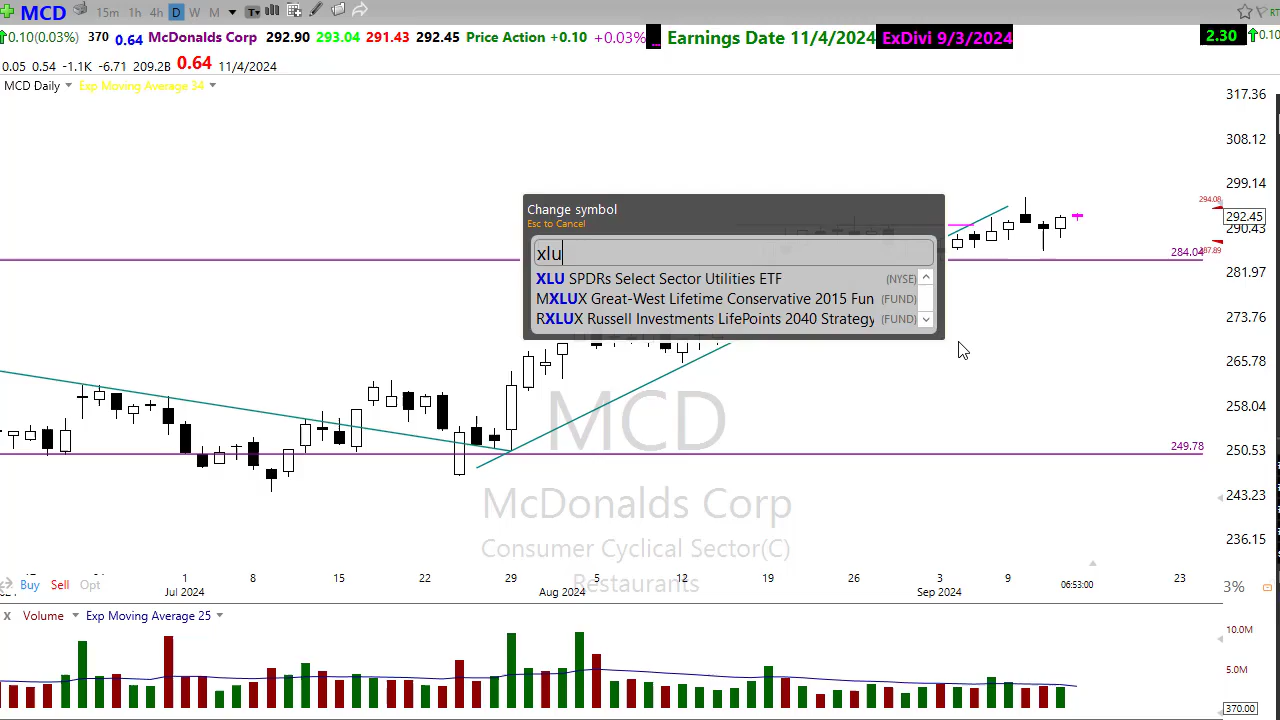 MCD 15m 1h 4h D W M T RT
0.10(0.03%) 370 0.64 McDonalds Corp 292.90 293.04 291.43 292.45 Price Action +0.10 +0.03% ... Earnings Date 11/4/2024 ExDivi 9/3/2024 2.30 0.10
0.05 0.54 -1.1K -6.71 209.2B 0.64 11/4/2024
MCD Daily Exp Moving Average 34
317.36
308.12
299.14
294.08
292.45
290.43
287.89
284.04
281.97
273.76
265.78
258.04
250.53
249.78
243.23
236.15
Change symbol
Esc to Cancel
xlu
XLU SPDRs Select Sector Utilities ETF (NYSE)
MXLUX Great-West Lifetime Conservative 2015 Fun (FUND)
RXLUX Russell Investments LifePoints 2040 Strategy (FUND)
MCD
McDonalds Corp
Consumer Cyclical Sector(C)
Restaurants
1 8 15 22 29 5 12 19 26 3 9 06:53:00 23
Buy Sell Opt 3%
Jul 2024 Aug 2024 Sep 2024
X Volume Exp Moving Average 25
10.0M
5.0M
370.00